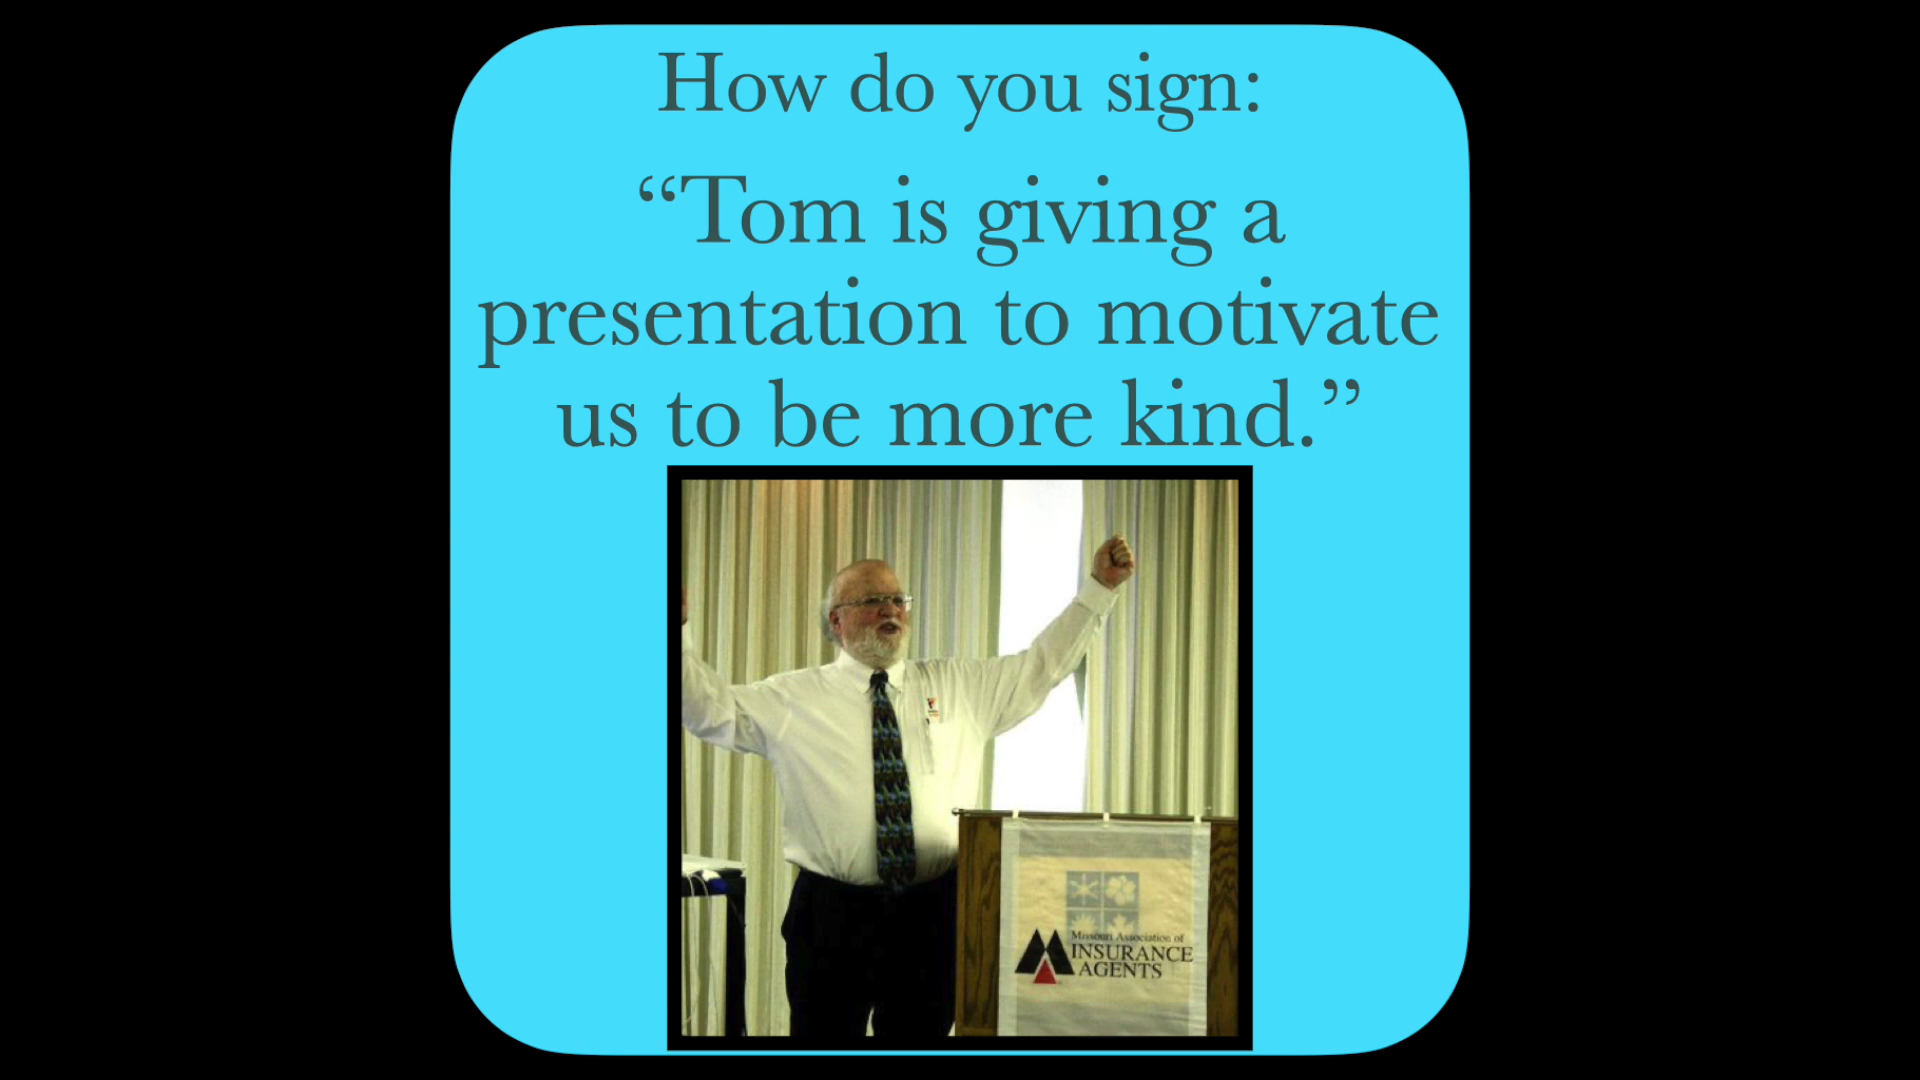 How do you sign:
“Tom is giving a
presentation to motivate
us to be more kind.”
Missouri Association of
INSURANCE
AGENTS